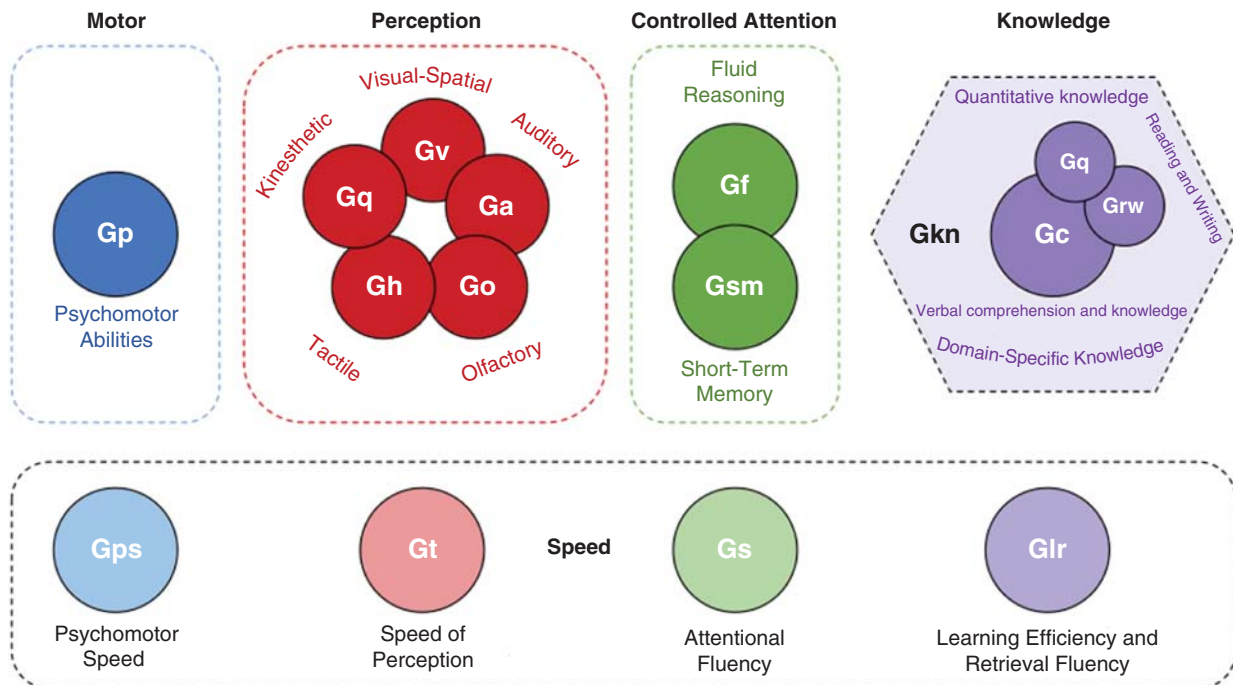 Motor
Perception
Controlled Attention
Knowledge
Gp
Psychomotor
Abilities
Visual-Spatial
Kinesthetic
Auditory
Gv
Gq
Ga
Gh
Go
Tactile
Olfactory
Fluid
Reasoning
Gf
Gsm
Short-Term
Memory
Quantitative knowledge
Reading and Writing
Gq
Grw
Gkn
Gc
Verbal comprehension and knowledge
Domain-Specific Knowledge
Gps
Gt
Speed
Gs
Glr
Psychomotor
Speed
Speed of
Perception
Attentional
Fluency
Learning Efficiency and
Retrieval Fluency